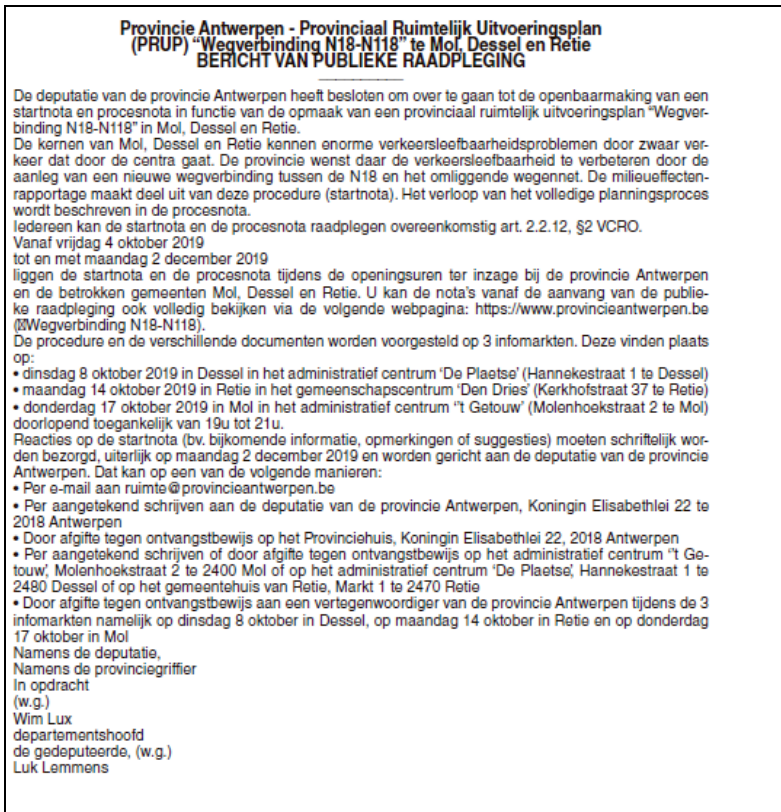 Provincie Antwerpen - Provinciaal Ruimtelijk Uitvoeringsplan
(PRUP) “Wegverbinding N18-N118” te Mol, Dessel en Retie
BERICHT VAN PUBLIEKE RAADPLEGING
De deputatie van de provincie Antwerpen heeft besloten om over te gaan tot de openbaarmaking van een
startnota en procesnota in functie van de opmaak van een provinciaal ruimtelijk uitvoeringsplan “Wegver-
binding N18-N118” in Mol, Dessel en Retie.
De kernen van Mol, Dessel en Retie kennen enorme verkeersleefbaarheidsproblemen door zwaar ver-
keer dat door de centra gaat. De provincie wenst daar de verkeersleefbaarheid te verbeteren door de
aanleg van een nieuwe wegverbinding tussen de N18 en het omliggende wegennet. De milieueffecten-
rapportage maakt deel uit van deze procedure (startnota). Het verloop van het volledige planningsproces
wordt beschreven in de procesnota.
Iedereen kan de startnota en de procesnota raadplegen overeenkomstig art. 2.2.12, §2 VCRO.
Vanaf vrijdag 4 oktober 2019
tot en met maandag 2 december 2019
liggen de startnota en de procesnota tijdens de openingsuren ter inzage bij de provincie Antwerpen
en de betrokken gemeenten Mol, Dessel en Retie. U kan de nota's vanaf de aanvang van de publie-
ke raadpleging ook volledig bekijken via de volgende webpagina: https://www.provincieantwerpen.be
(Wegverbinding N18-N118).
De procedure en de verschillende documenten worden voorgesteld op 3 infomarkten. Deze vinden plaats
op:
• dinsdag 8 oktober 2019 in Dessel in het administratief centrum ‘De Plaetse’ (Hannekestraat 1 te Dessel)
• maandag 14 oktober 2019 in Retie in het gemeenschapscentrum ‘Den Dries’ (Kerkhofstraat 37 te Retie)
• donderdag 17 oktober 2019 in Mol in het administratief centrum ‘’t Getouw’ (Molenhoekstraat 2 te Mol)
doorlopend toegankelijk van 19u tot 21u.
Reacties op de startnota (bv. bijkomende informatie, opmerkingen of suggesties) moeten schriftelijk wor-
den bezorgd, uiterlijk op maandag 2 december 2019 en worden gericht aan de deputatie van de provincie
Antwerpen. Dat kan op een van de volgende manieren:
• Per e-mail aan ruimte@provincieantwerpen.be
• Per aangetekend schrijven aan de deputatie van de provincie Antwerpen, Koningin Elisabethlei 22 te
2018 Antwerpen
• Door afgifte tegen ontvangstbewijs op het Provinciehuis, Koningin Elisabethlei 22, 2018 Antwerpen
• Per aangetekend schrijven of door afgifte tegen ontvangstbewijs op het administratief centrum ‘’t Ge-
touw’, Molenhoekstraat 2 te 2400 Mol of op het administratief centrum ‘De Plaetse’, Hannekestraat 1 te
2480 Dessel of op het gemeentehuis van Retie, Markt 1 te 2470 Retie
• Door afgifte tegen ontvangstbewijs aan een vertegenwoordiger van de provincie Antwerpen tijdens de 3
infomarkten namelijk op dinsdag 8 oktober in Dessel, op maandag 14 oktober in Retie en op donderdag
17 oktober in Mol
Namens de deputatie,
Namens de provinciegriffier
In opdracht
(w.g.)
Wim Lux
departementshoofd
de gedeputeerde, (w.g.)
Luk Lemmens